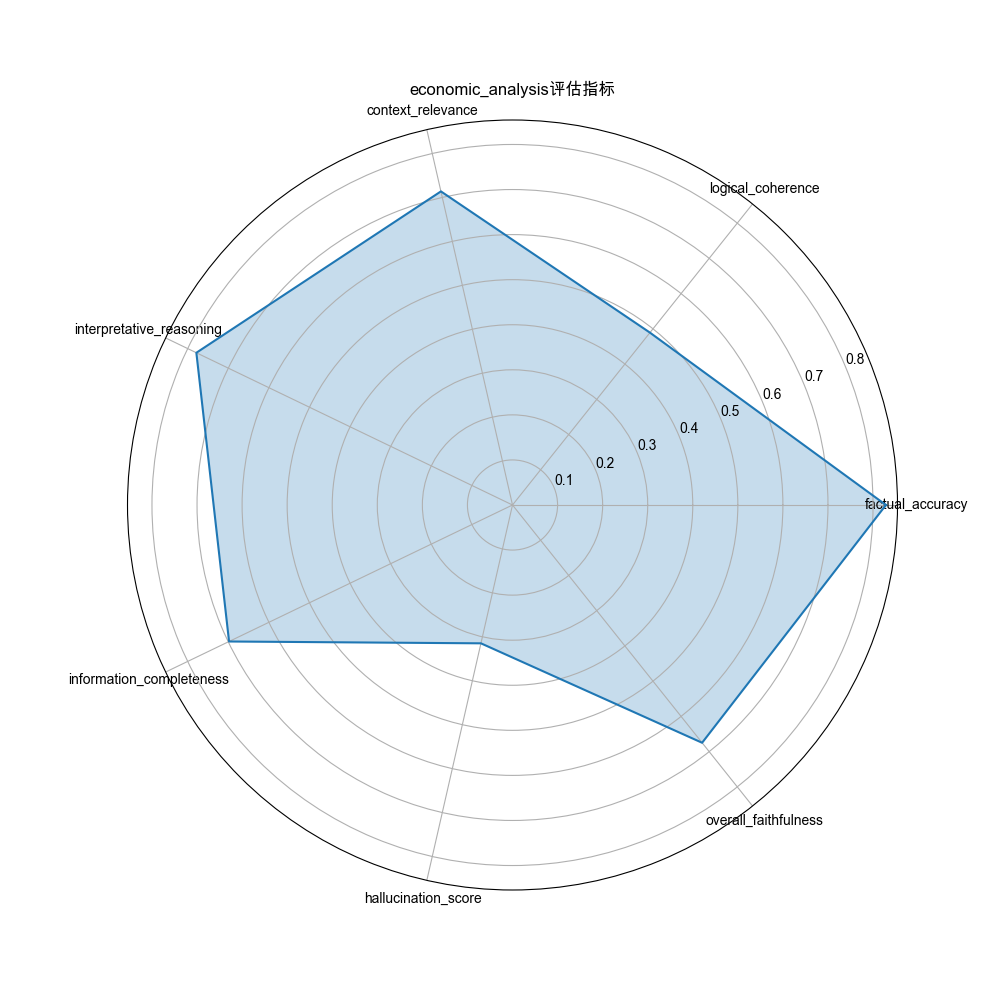 economic_analysis评估指标
context_relevance
logical_coherence
interpretative_reasoning
0.8
0.7
0.6
0.5
0.4
0.3
0.2
0.1
factual_accuracy
information_completeness
overall_faithfulness
hallucination_score